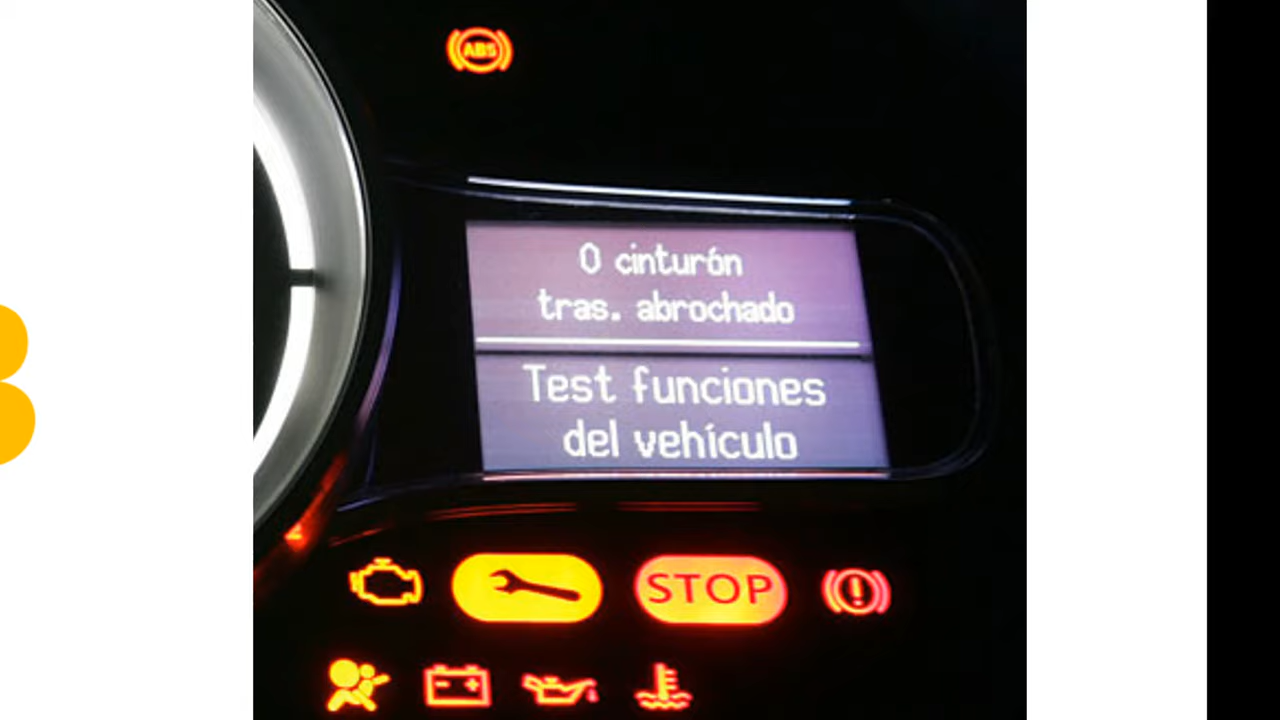 ABS
0 cinturón
tras. abrochado
Test funciones
del vehículo
STOP